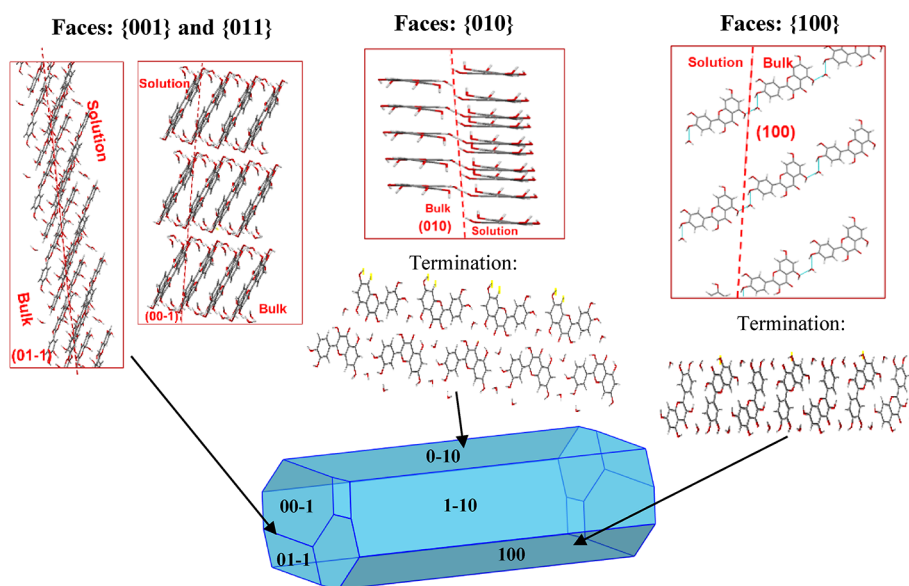 Faces: {001} and {011}
Faces: {010}
Faces: {100}
Solution
Bulk
(01-1)
Solution
(00-1)
Bulk
Bulk
(010)
Solution
Solution
Bulk
(100)
Termination:
Termination:
0-10
00-1
1-10
01-1
100